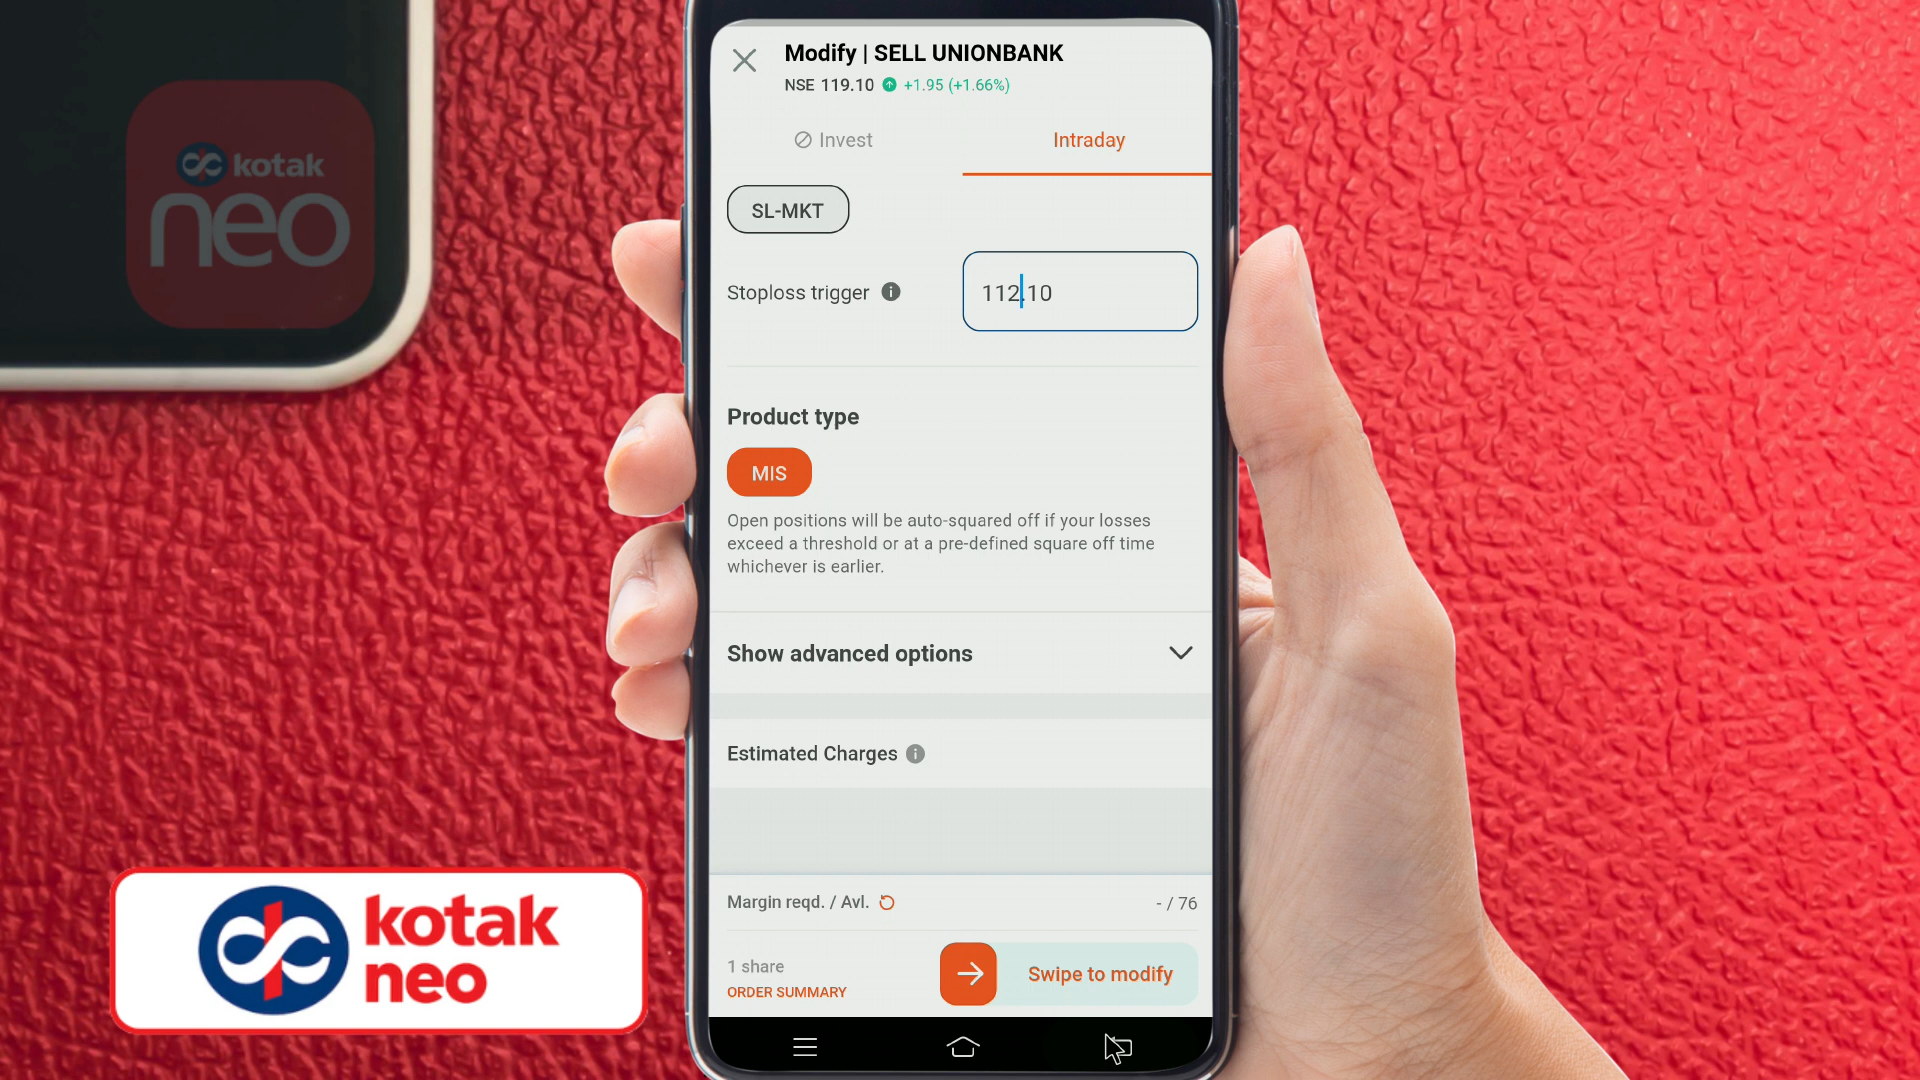 kotak
neo
Modify | SELL UNIONBANK
NSE 119.10 +1.95 (+1.66%)
Invest
Intraday
SL-MKT
Stoploss trigger
112.10
Product type
MIS
Open positions will be auto-squared off if your losses
exceed a threshold or at a pre-defined square off time
whichever is earlier.
Show advanced options
Estimated Charges
Margin reqd. / Avl.
- / 76
1 share
ORDER SUMMARY
Swipe to modify
kotak
neo